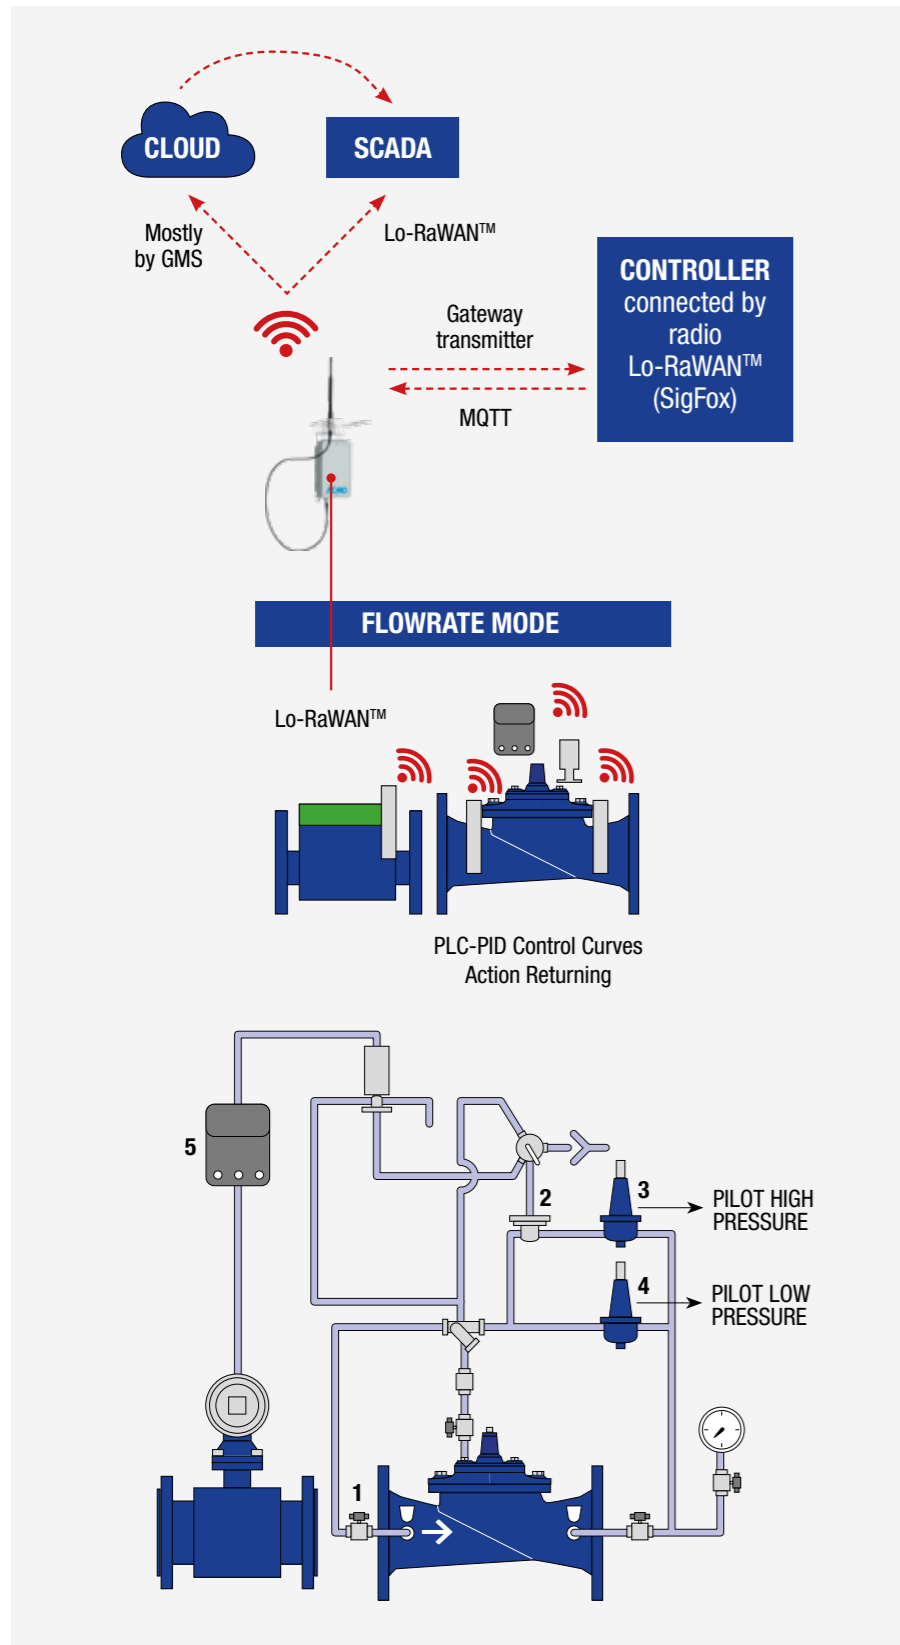 CLOUD
SCADA
Mostly
by GMS
Lo-RaWAN™
CONTROLLER
connected by
radio
Lo-RaWAN™
(SigFox)
Gateway
transmitter
MQTT
FLOWRATE MODE
Lo-RaWAN™
PLC-PID Control Curves
Action Returning
5
2
3
PILOT HIGH
PRESSURE
4
PILOT LOW
PRESSURE
1